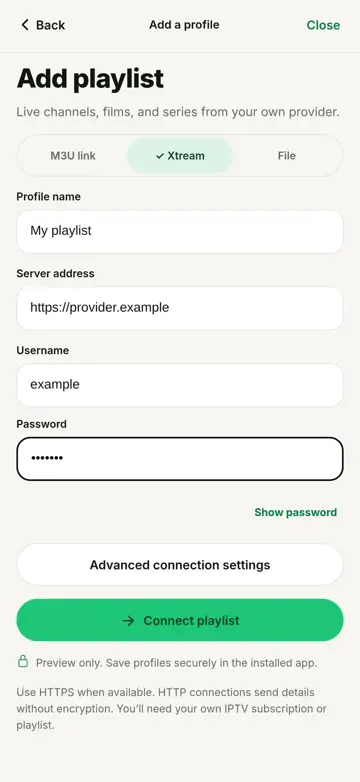 Back
Add a profile
Close
Add playlist
Live channels, films, and series from your own provider.
M3U link
✓ Xtream
File
Profile name
My playlist
Server address
https://provider.example
Username
example
Password
•••••••
Show password
Advanced connection settings
→ Connect playlist
Preview only. Save profiles securely in the installed app.
Use HTTPS when available. HTTP connections send details
without encryption. You'll need your own IPTV subscription or
playlist.